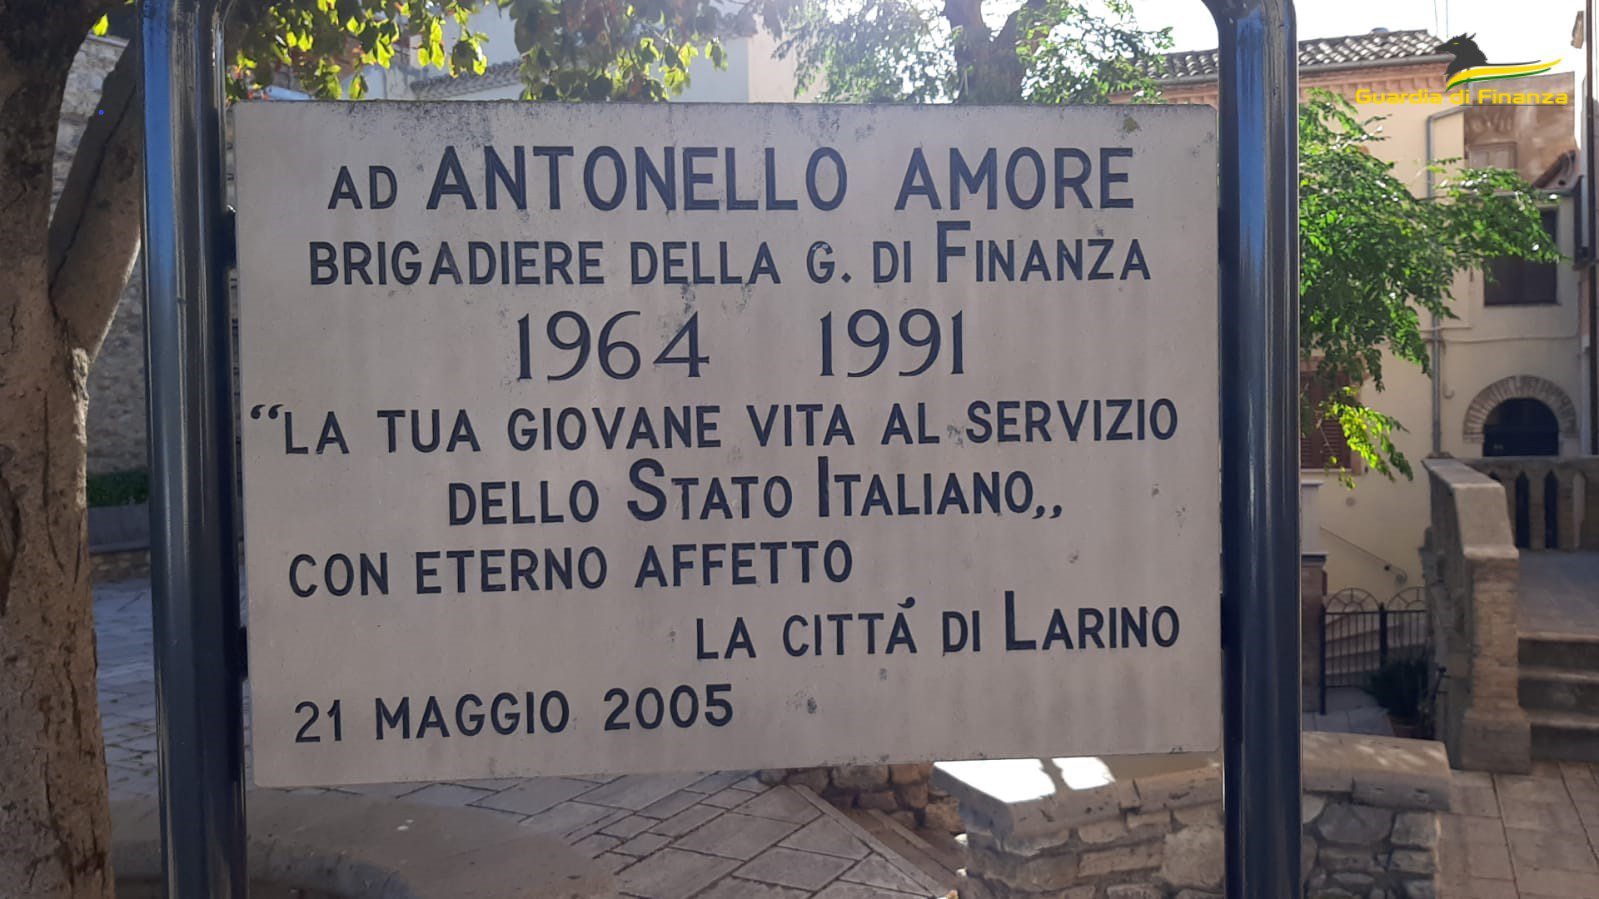 Guardia di Finanza
AD ANTONELLO AMORE
BRIGADIERE DELLA G. DI FINANZA
1964 1991
“LA TUA GIOVANE VITA AL SERVIZIO
DELLO STATO ITALIANO,,
CON ETERNO AFFETTO
LA CITTÁ DI LARINO
21 MAGGIO 2005